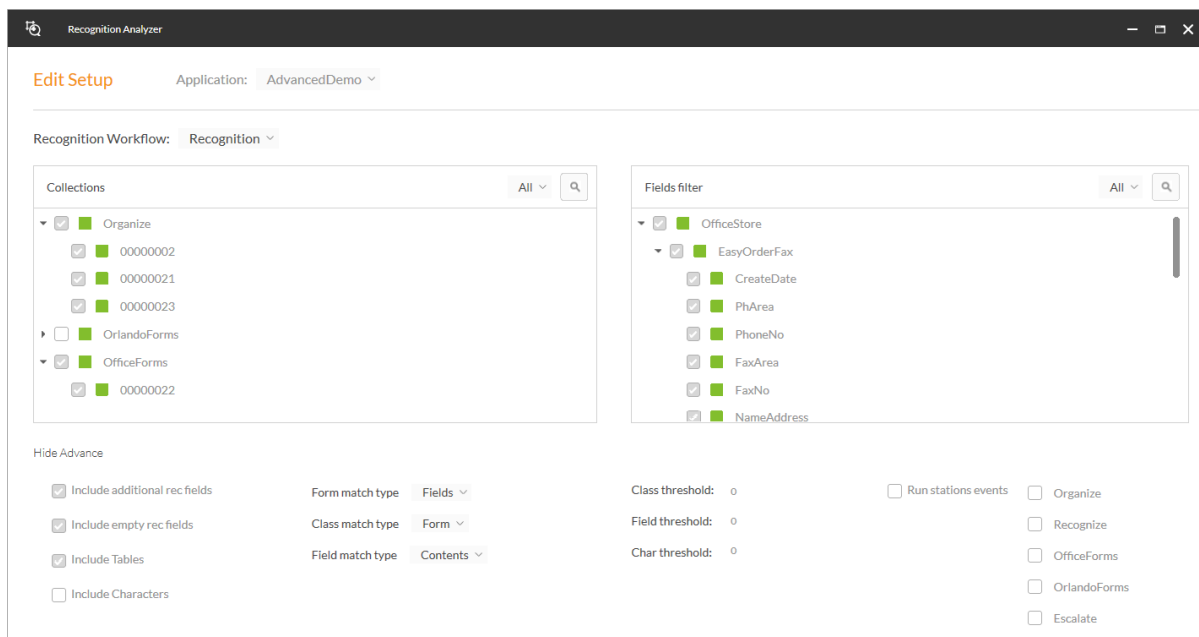 Recognition Analyzer
Edit Setup Application: AdvancedDemo
Recognition Workflow: Recognition
Collections All
Organize
00000002
00000021
00000023
OrlandoForms
OfficeForms
00000022
Fields filter All
OfficeStore
EasyOrderFax
CreateDate
PhArea
PhoneNo
FaxArea
FaxNo
NameAddress
Hide Advance
Include additional rec fields
Include empty rec fields
Include Tables
Include Characters
Form match type Fields
Class match type Form
Field match type Contents
Class threshold: 0
Field threshold: 0
Char threshold: 0
Run stations events
Organize
Recognize
OfficeForms
OrlandoForms
Escalate